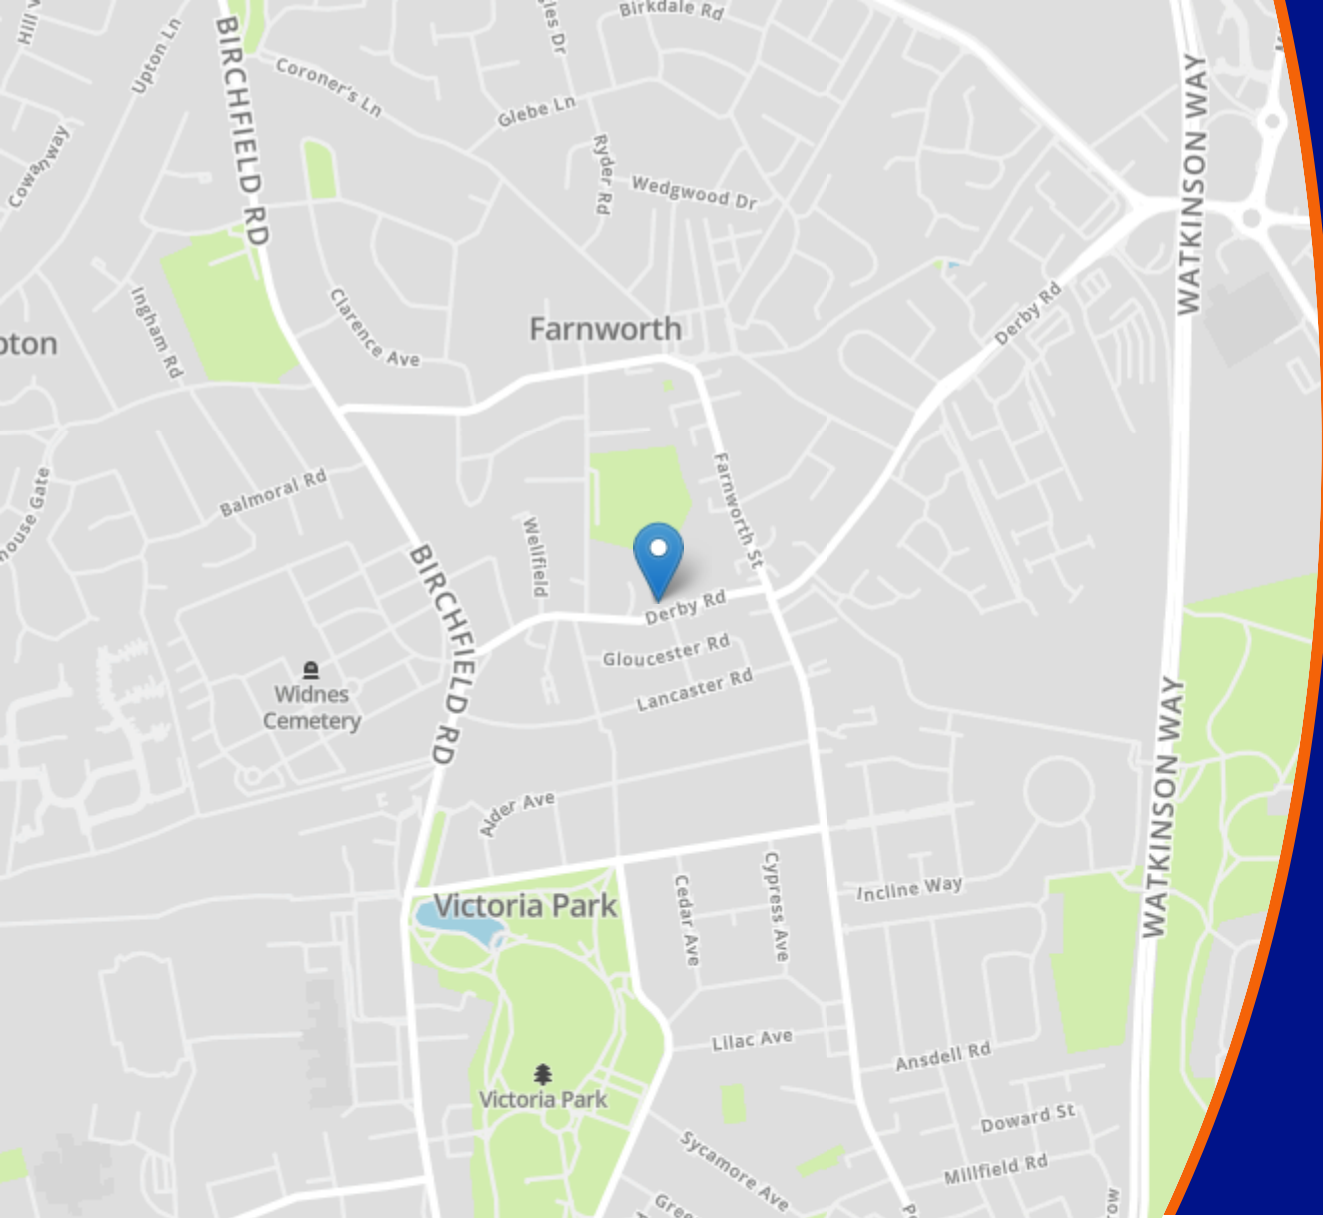 Birkdale Rd
Upton Ln
BIRCHFIELD RD
Coroner's Ln
Glebe Ln
WATKINSON WAY
Cowanway
Ryder Rd
Wedgwood Dr
Ingham Rd
Clarence Ave
Derby Rd
Farnworth
Balmoral Rd
Farnworth St
Wellfield
BIRCHFIELD RD
Derby Rd
Gloucester Rd
Lancaster Rd
Widnes
Cemetery
WATKINSON WAY
Alder Ave
Cypress Ave
Cedar Ave
Incline Way
Victoria Park
Lilac Ave
Ansdell Rd
Victoria Park
Doward St
Sycamore Ave
Millfield Rd